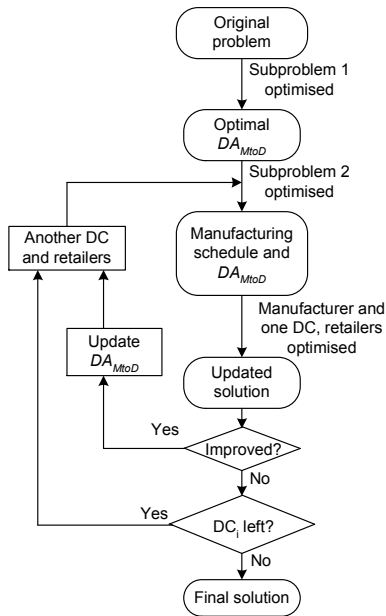 Original
problem
Subproblem 1
optimised
Optimal
DA_MtoD
Subproblem 2
optimised
Another DC
and retailers
Manufacturing
schedule and
DA_MtoD
Manufacturer and
one DC, retailers
optimised
Update
DA_MtoD
Updated
solution
Yes
Improved?
No
Yes
DC_i left?
No
Final solution